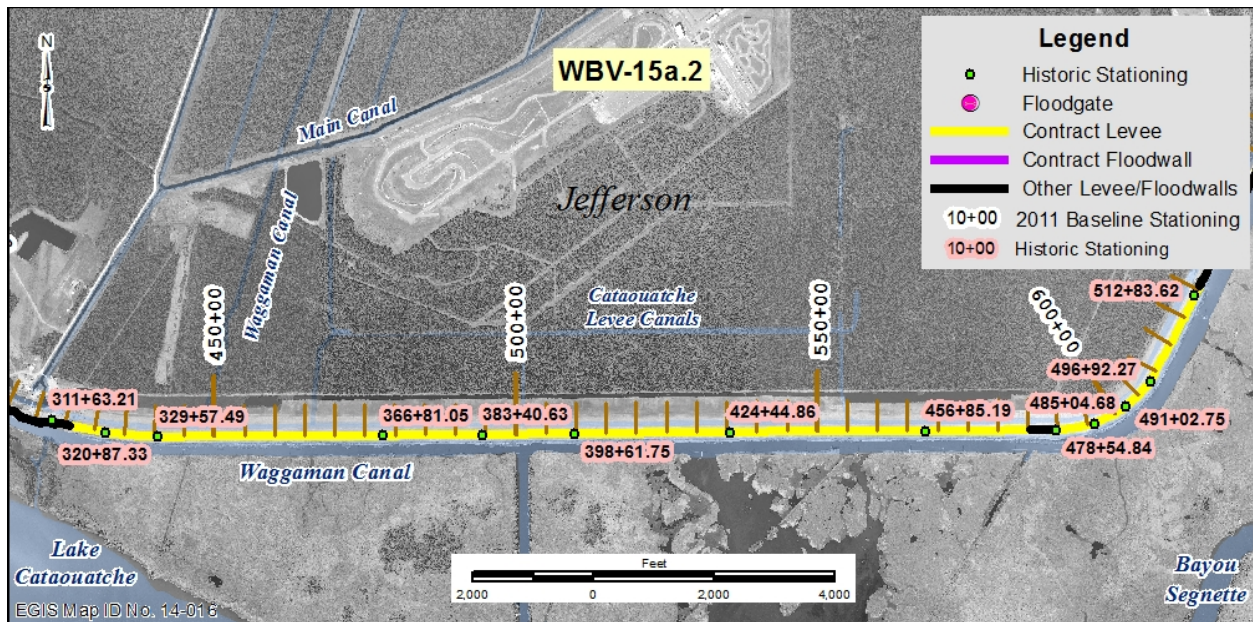 N
WBV-15a.2
Main Canal
Waggaman Canal
Jefferson
Cataouatche
Levee Canals
450+00
500+00
550+00
600+00
311+63.21
320+87.33
329+57.49
366+81.05
383+40.63
398+61.75
424+44.86
456+85.19
478+54.84
485+04.68
491+02.75
496+92.27
512+83.62
Waggaman Canal
Lake
Cataouatche
Bayou
Segnette
Feet
2,000 0 2,000 4,000
EGIS Map ID No. 14-016
Legend
Historic Stationing
Floodgate
Contract Levee
Contract Floodwall
Other Levee/Floodwalls
10+00 2011 Baseline Stationing
10+00 Historic Stationing